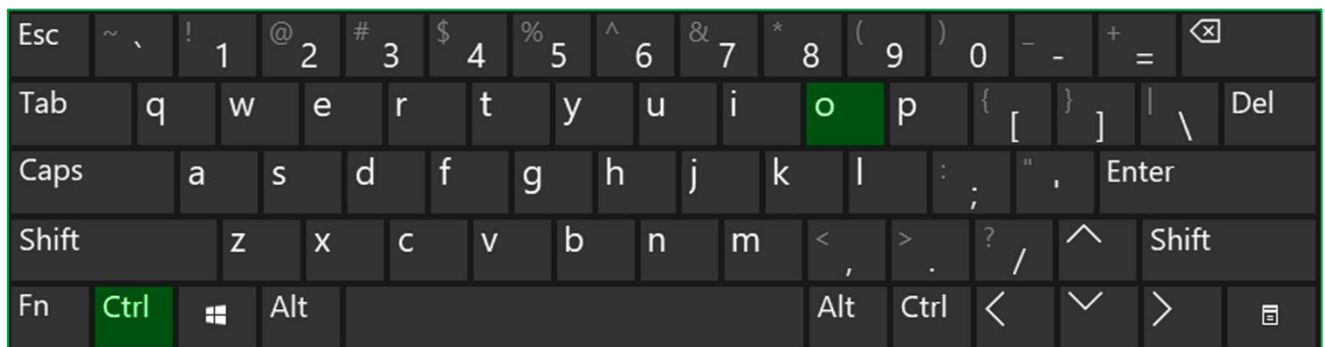 Esc ~ ` ! 1 @ 2 # 3 $ 4 % 5 ^ 6 & 7 * 8 ( 9 ) 0 _ - + =
Tab q w e r t y u i o p { [ } ] | \ Del
Caps a s d f g h j k l : ; " ' Enter
Shift z x c v b n m < , > . ? / Shift
Fn Ctrl Alt Alt Ctrl